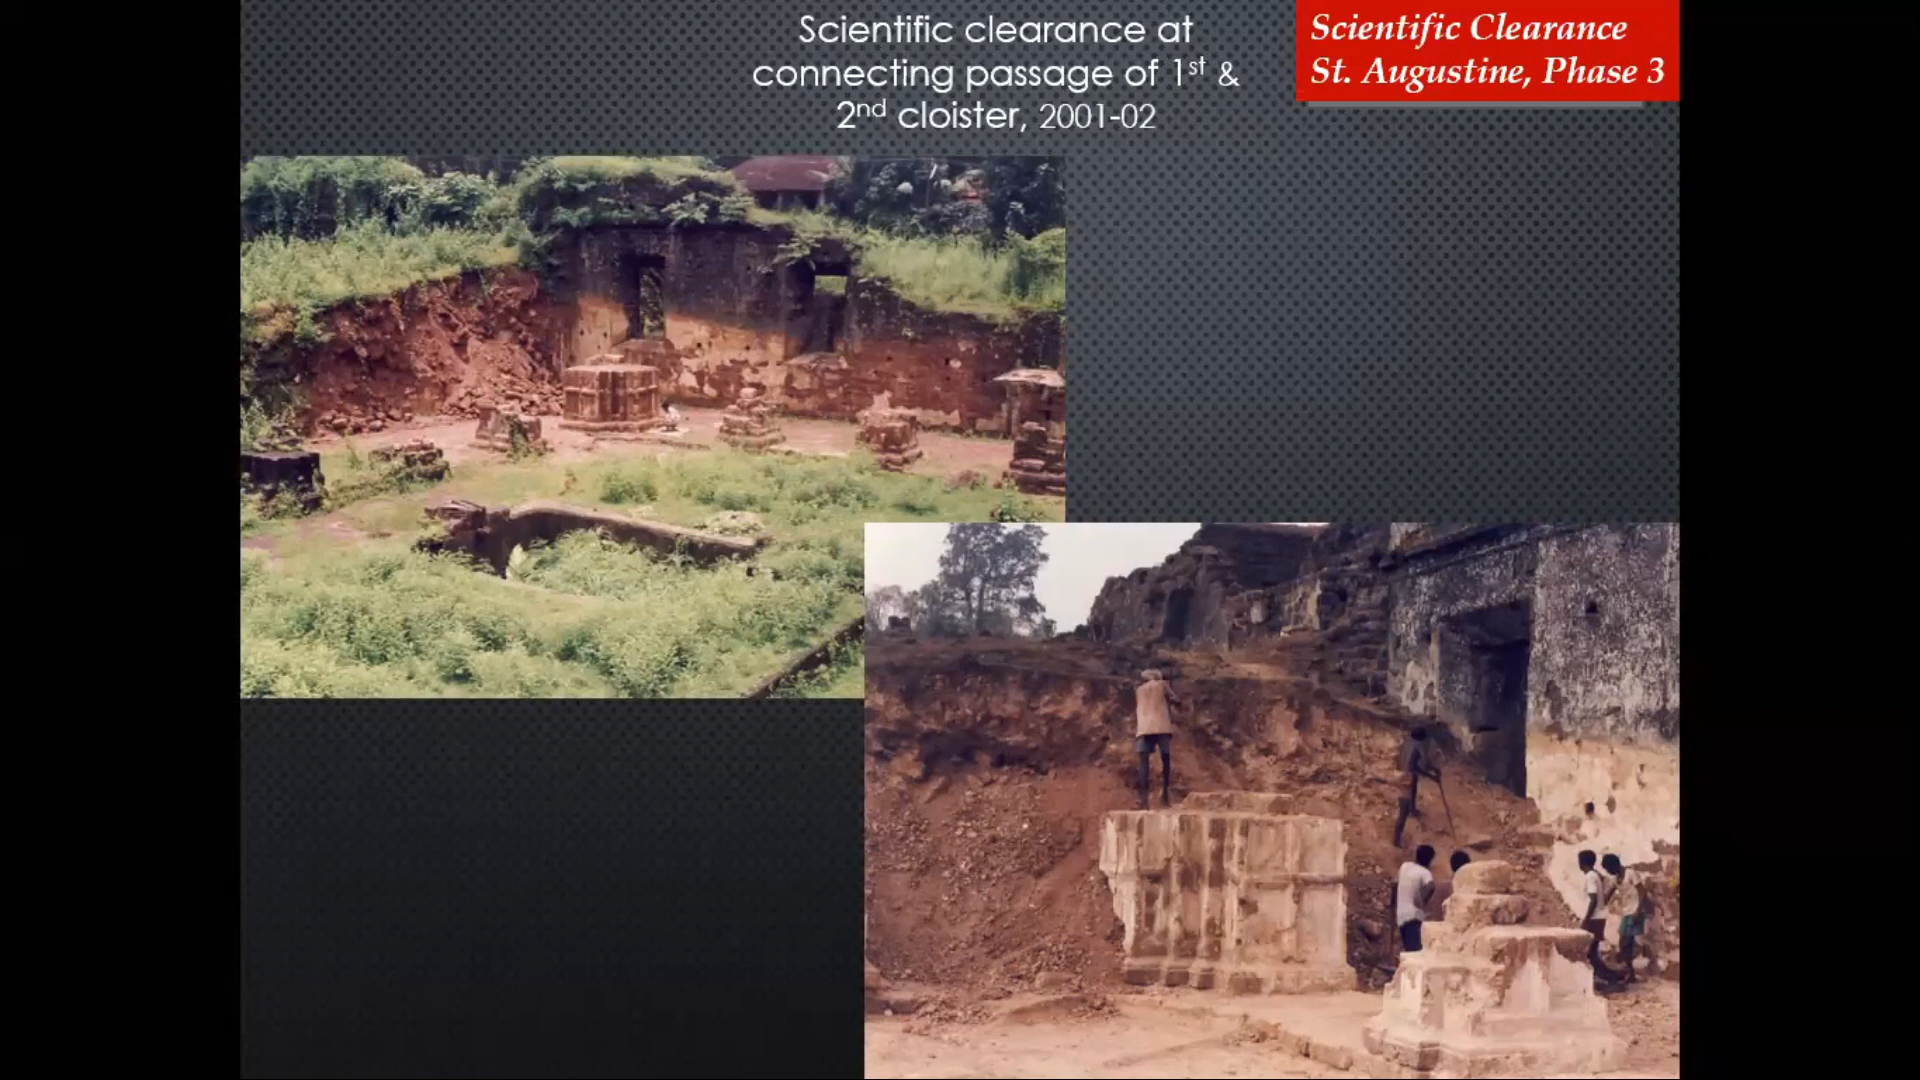 Scientific clearance at
connecting passage of 1st &
2nd cloister, 2001-02
Scientific Clearance
St. Augustine, Phase 3